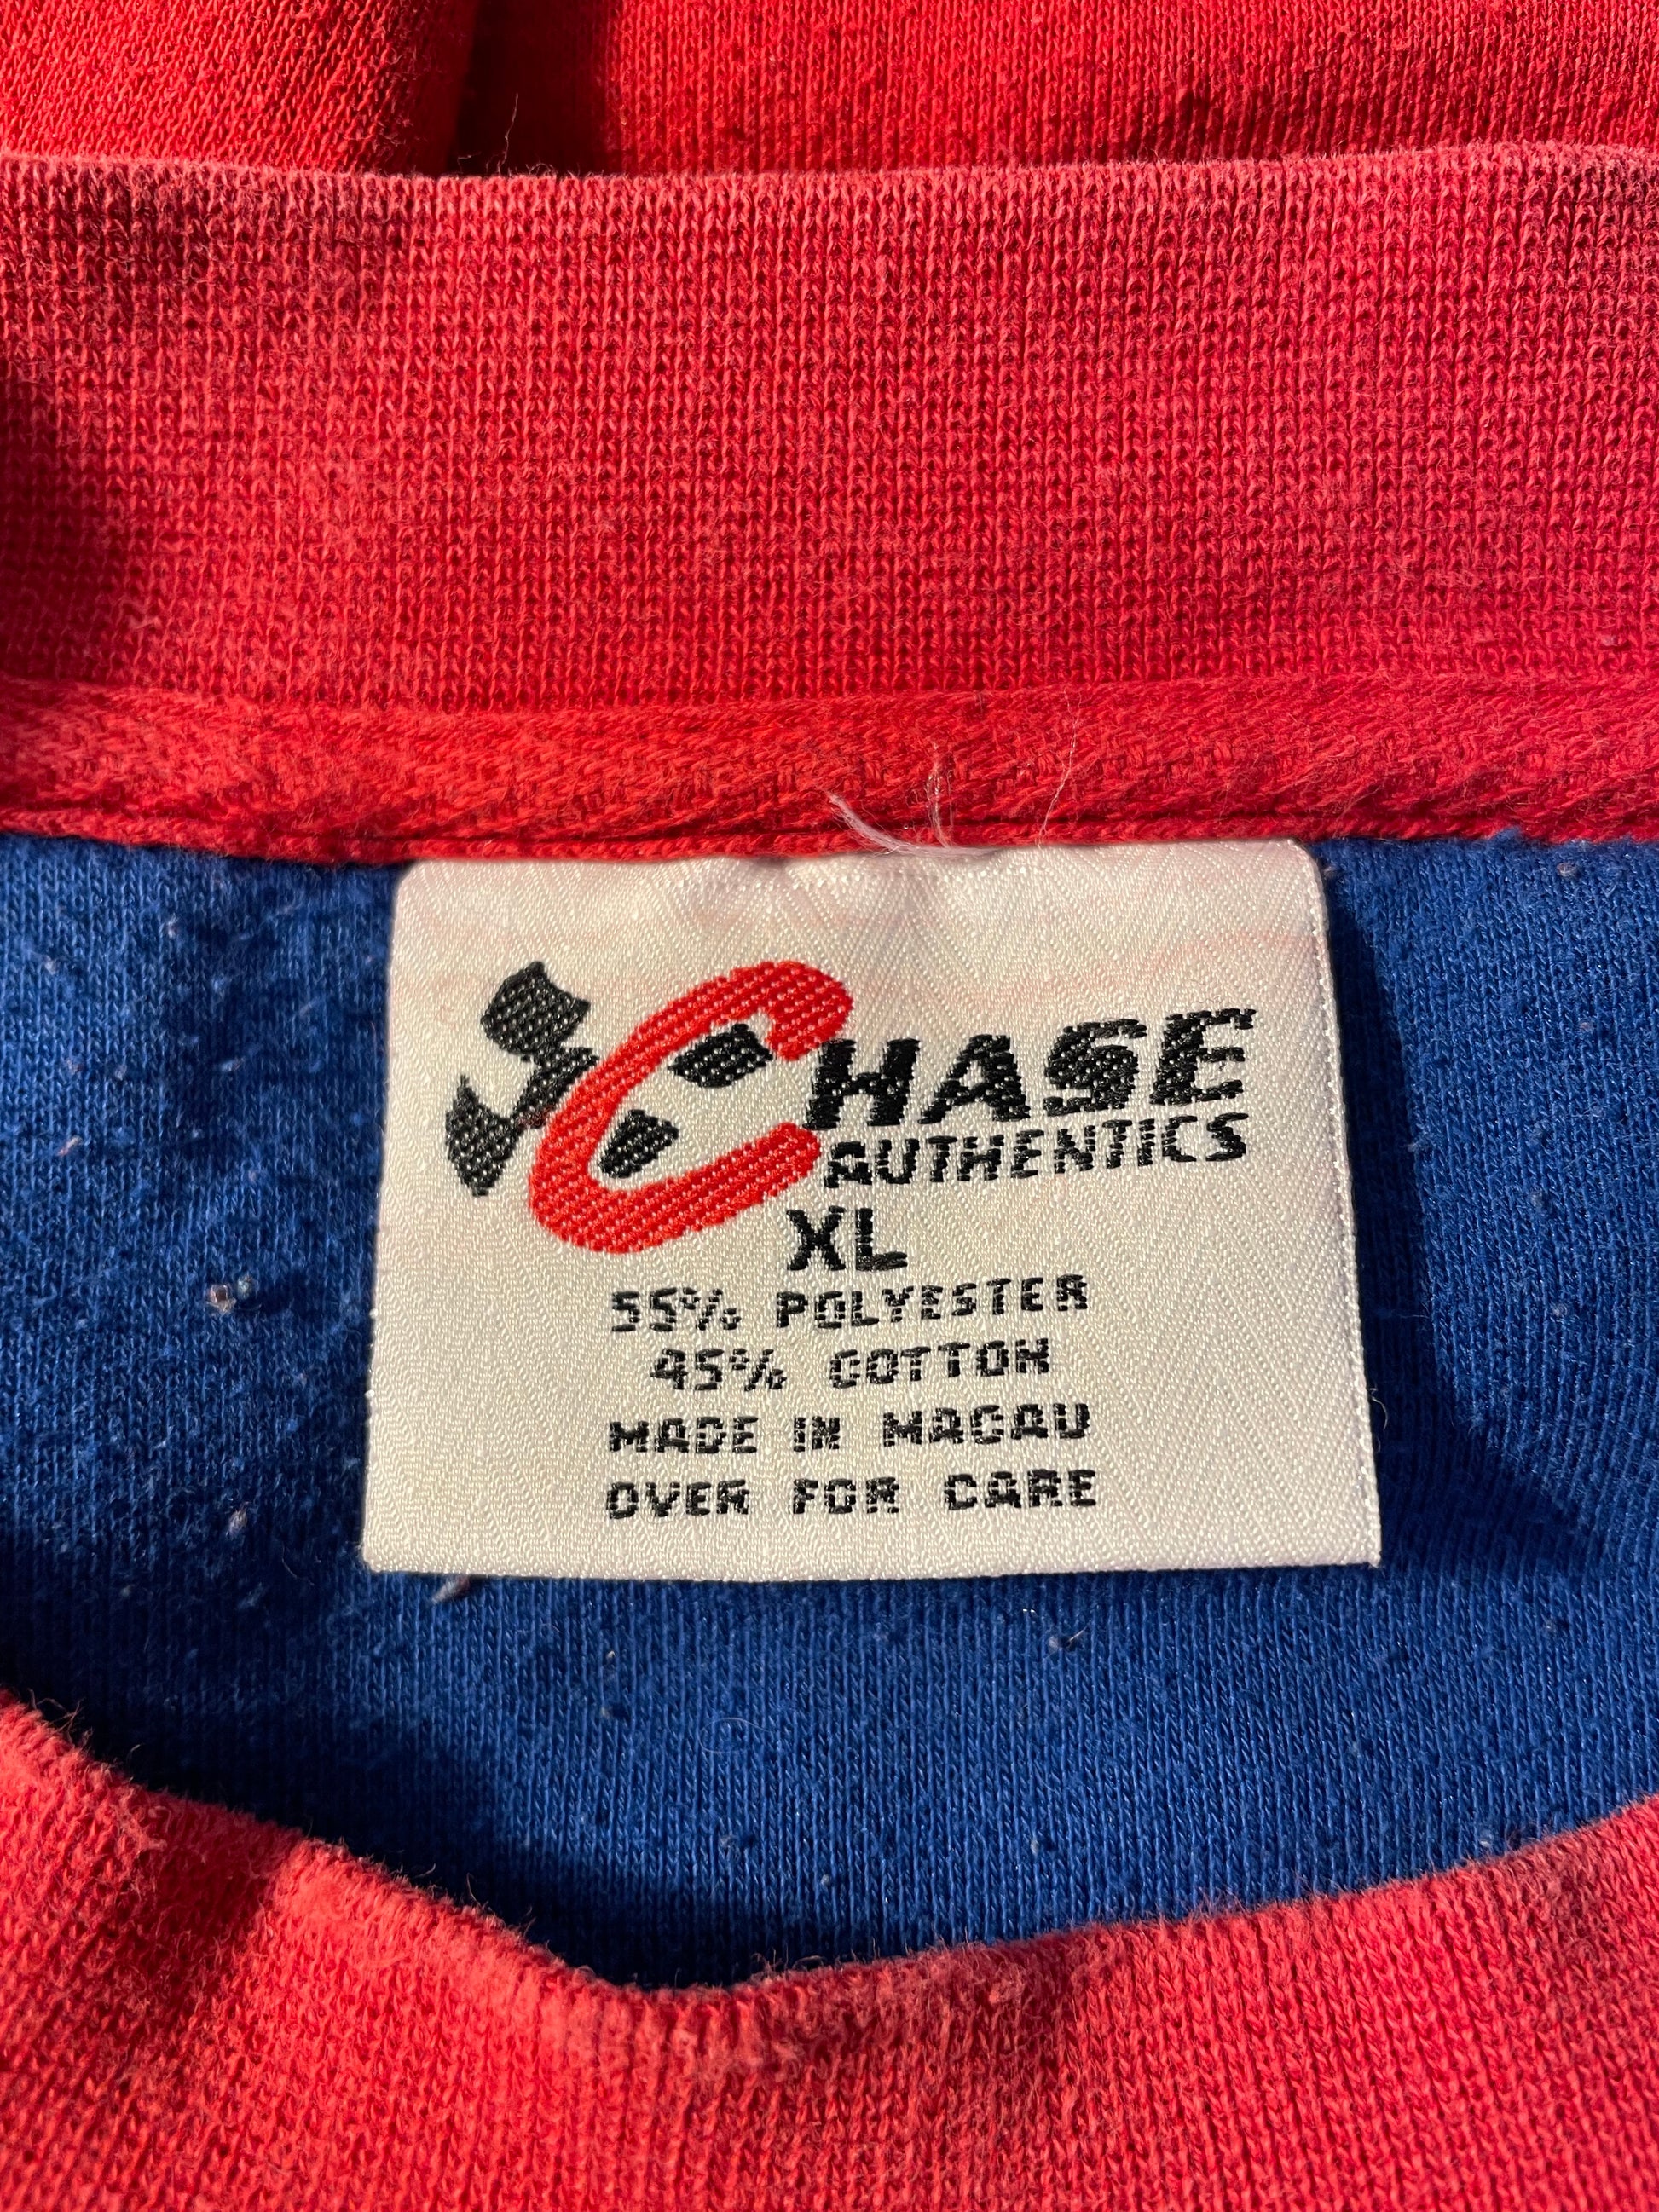 CHASE
AUTHENTICS
XL
55% POLYESTER
45% COTTON
MADE IN MACAU
OVER FOR CARE